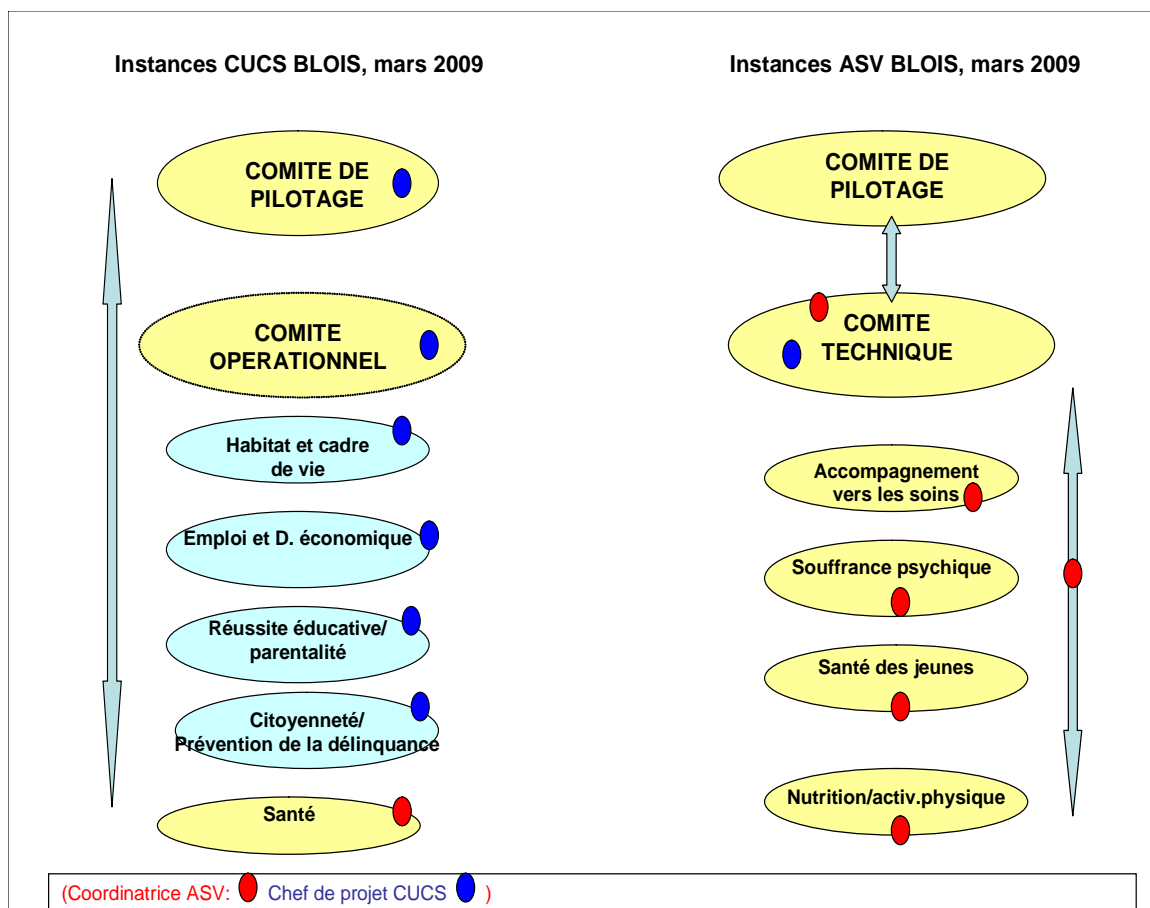 Instances CUCS BLOIS, mars 2009
COMITE DE
PILOTAGE
COMITE
OPERATIONNEL
Habitat et cadre
de vie
Emploi et D. économique
Réussite éducative/
parentalité
Citoyenneté/
Prévention de la délinquance
Santé
Instances ASV BLOIS, mars 2009
COMITE DE
PILOTAGE
COMITE
TECHNIQUE
Accompagnement
vers les soins
Souffrance psychique
Santé des jeunes
Nutrition/activ.physique
(Coordinatrice ASV: Chef de projet CUCS )